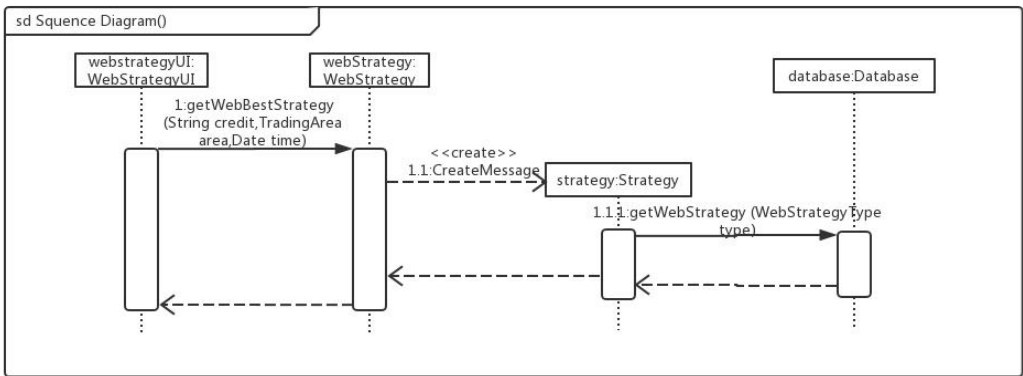 sd Squence Diagram()
webstrategyUI:
WebStrategyUI
webStrategy:
WebStrategy
database:Database
1:getWebBestStrategy
(String credit,TradingArea
area,Date time)
<<create>>
1.1:CreateMessage
strategy:Strategy
1.1.1:getWebStrategy (WebStrategyType
type)